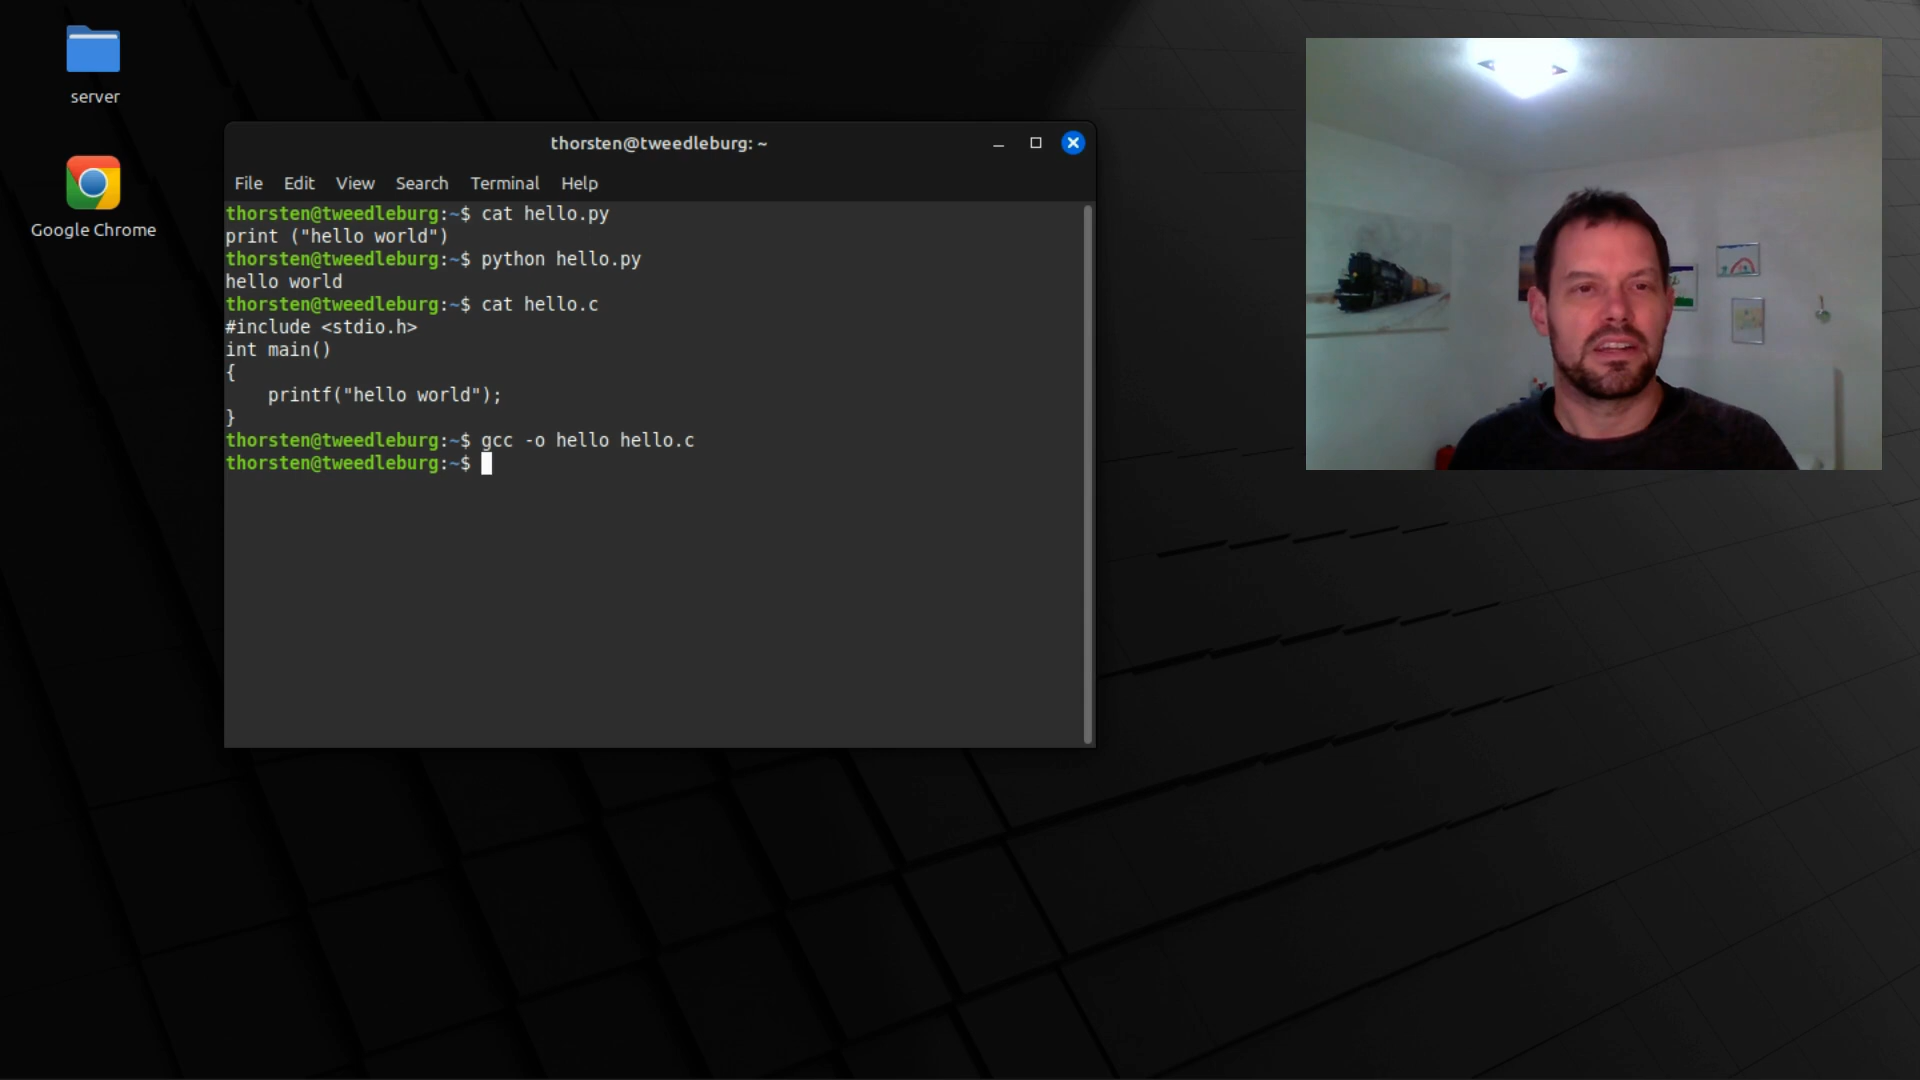 server
Google Chrome
thorsten@tweedleburg: ~
File Edit View Search Terminal Help
thorsten@tweedleburg:~$ cat hello.py
print ("hello world")
thorsten@tweedleburg:~$ python hello.py
hello world
thorsten@tweedleburg:~$ cat hello.c
#include <stdio.h>
int main()
{
    printf("hello world");
}
thorsten@tweedleburg:~$ gcc -o hello hello.c
thorsten@tweedleburg:~$